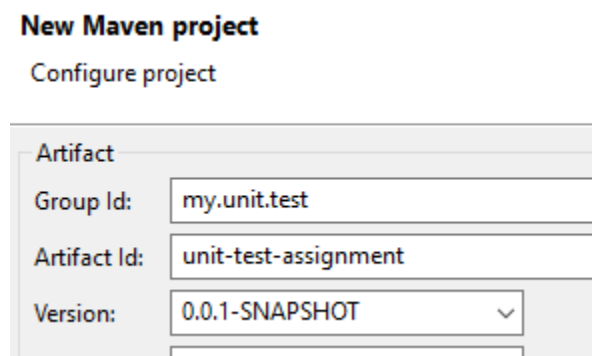 New Maven project
Configure project
Artifact
Group Id: my.unit.test
Artifact Id: unit-test-assignment
Version: 0.0.1-SNAPSHOT